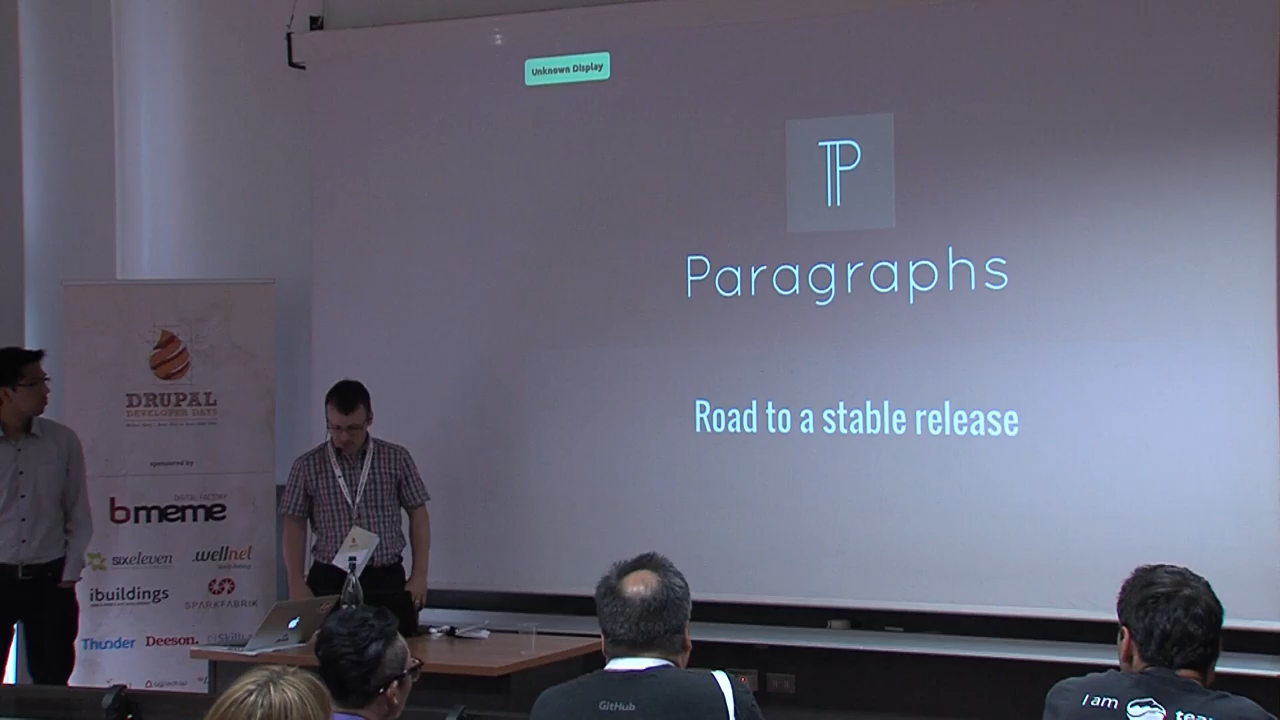 Unknown Display
P
Paragraphs
Road to a stable release
DRUPAL
DEVELOPER DAYS
sponsored by
DIGITAL FACTORY
bmeme
sixeleven
.wellnet
ibuildings
SPARKFABRIK
Thunder
Deeson.
GitHub
I am